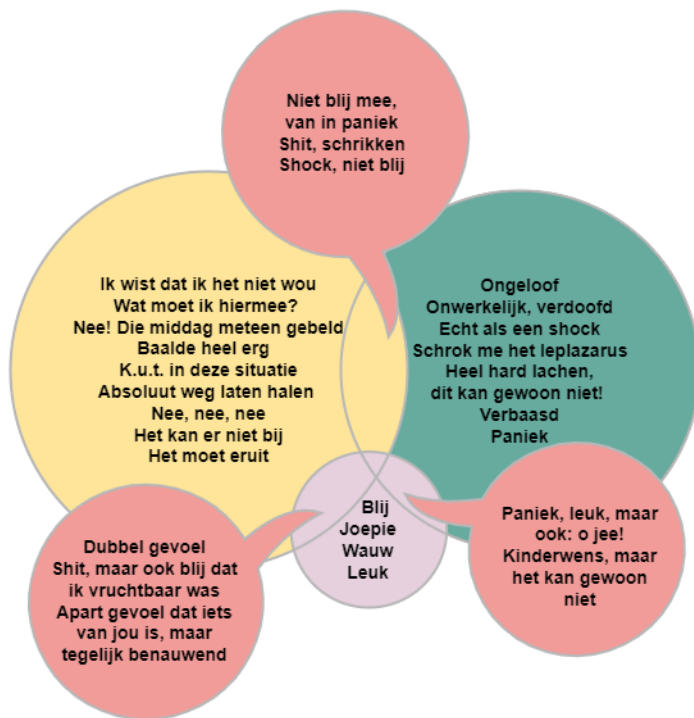 Niet blij mee,
van in paniek
Shit, schrikken
Shock, niet blij
Ik wist dat ik het niet wou
Wat moet ik hiermee?
Nee! Die middag meteen gebeld
Baalde heel erg
K.u.t. in deze situatie
Absoluut weg laten halen
Nee, nee, nee
Het kan er niet bij
Het moet eruit
Ongeloof
Onwerkelijk, verdoofd
Echt als een shock
Schrok me het leplazarus
Heel hard lachen,
dit kan gewoon niet!
Verbaasd
Paniek
Blij
Joepie
Wauw
Leuk
Dubbel gevoel
Shit, maar ook blij dat
ik vruchtbaar was
Apart gevoel dat iets
van jou is, maar
tegelijk benauwend
Paniek, leuk, maar
ook: o jee!
Kinderwens, maar
het kan gewoon
niet